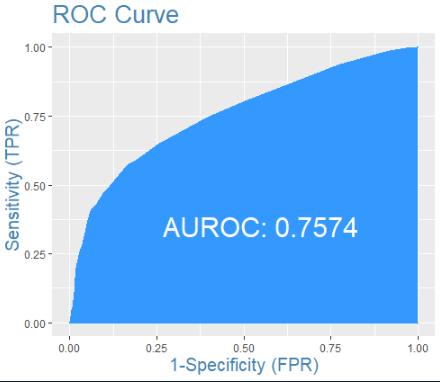 ROC Curve
1.00
0.75
0.50
0.25
0.00
Sensitivity (TPR)
AUROC: 0.7574
0.00 0.25 0.50 0.75 1.00
1-Specificity (FPR)